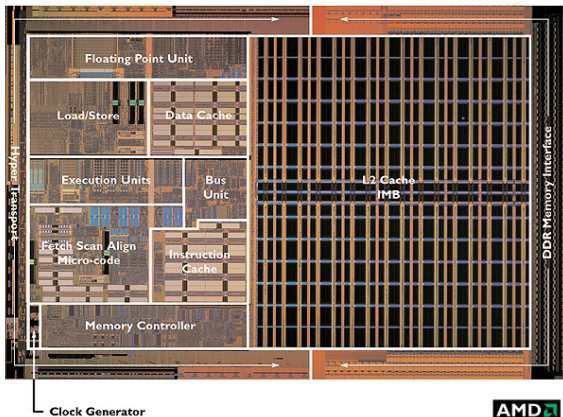 Floating Point Unit
Load/Store
Data Cache
Execution Units
Bus
Unit
Fetch Scan Align
Micro-code
Instruction
Cache
Memory Controller
Hyper Transport
L2 Cache
1MB
DDR Memory Interface
Clock Generator
AMD